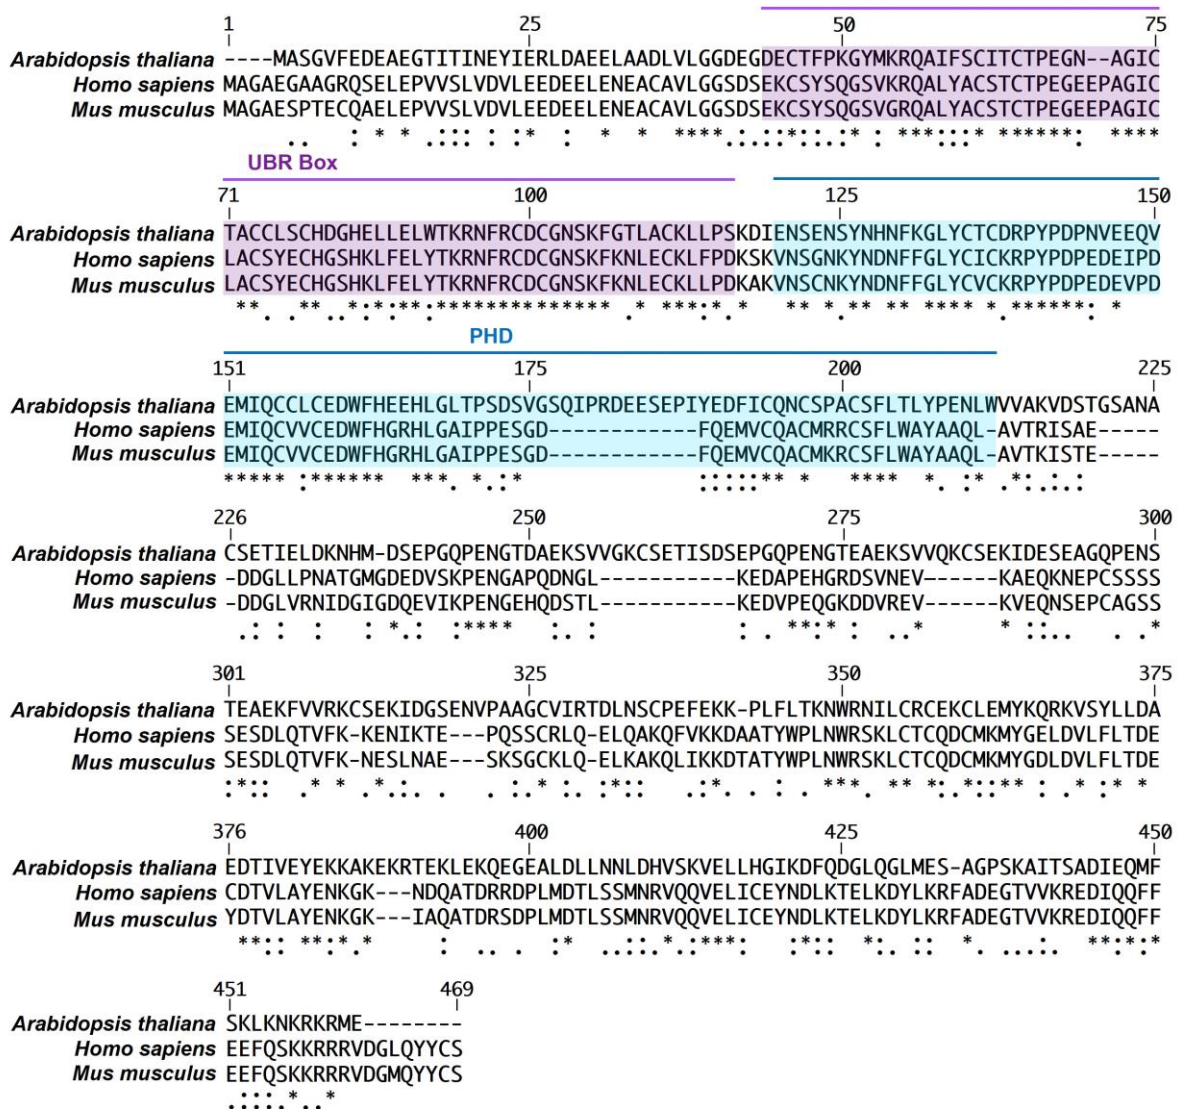 1 25 50 75
Arabidopsis thaliana ----MASGVFEDEAEGTITINEYIERLDAEELAADLVLGGDEGDECTFPKGYMKRQAIFSCITCTPEGN--AGIC
Homo sapiens MAGAEGAAGRQSELEPVVSLVDVLEEDEELENEACAVLGGSDSEKCSYSQGSVGRQALYACSTCTPEGEEPAGIC
Mus musculus MAGAESPTECQAELEPVVSLVDVLEEDEELENEACAVLGGSDSEKCSYSQGSVGRQALYACSTCTPEGEEPAGIC
UBR Box
71 100 125 150
Arabidopsis thaliana TACCLSCHDGHELLELWTKRNFRCDCGNSKFGTLACKLLPSKDIENSENSYNHNFKGLYCTCDRPYPDPNVEEQV
Homo sapiens LACSYECHGSHKLFELYTKRNFRCDCGNSKFKNLECKLFPDKSKVNSGNKYNDNFFGLYCICKRPYPDPEDEIPD
Mus musculus LACSYECHGSHKLFELYTKRNFRCDCGNSKFKNLECKLLPDKAKVNSCNKYNDNFFGLYCVCKRPYPDPEDEVPD
PHD
151 175 200 225
Arabidopsis thaliana EMIQCCLCEDWFHEEHLGLTPSDSVGSQIPRDEESEPIYEDFICQNCSPACSFLTLYPENLWVVAKVDSTGSANA
Homo sapiens EMIQCVVCEDWFHGRHLGAIPPESGD------------FQEMVCQACMRRCSFLWAYAAQL-AVTRISAE-----
Mus musculus EMIQCVVCEDWFHGRHLGAIPPESGD------------FQEMVCQACMKRCSFLWAYAAQL-AVTKISTE-----
226 250 275 300
Arabidopsis thaliana CSETIELDKNHM-DSEPGQPENGTDAEKSVVGKCSETISDSEPGQPENGTEAEKSVVQKCSEKIDESEAGQPENS
Homo sapiens -DDGLLPNATGMGDEDVSKPENGAPQDNGL-----------KEDAPEHGRDSVNEV------KAEQKNEPCSSSS
Mus musculus -DDGLVRNIDGIGDQEVIKPENGEHQDSTL-----------KEDVPEQGKDDVREV------KVEQNSEPCAGSS
301 325 350 375
Arabidopsis thaliana TEAEKFVVRKCSEKIDGSENVPAAGCVIRTDLNSCPEFEKK-PLFLTKNWRNILCRCEKCLEMYKQRKVSYLLDA
Homo sapiens SESDLQTVFK-KENIKTE---PQSSCRLQ-ELQAKQFVKKDAATYWPLNWRSKLCTCQDCMKMYGELDVLFLTDE
Mus musculus SESDLQTVFK-NESLNAE---SKSGCKLQ-ELKAKQLIKKDTATYWPLNWRSKLCTCQDCMKMYGDLDVLFLTDE
376 400 425 450
Arabidopsis thaliana EDTIVEYEKKAKEKRTEKLEKQEGEALDLLNNLDHVSKVELLHGIKDFQDGLQGLMES-AGPSKAITSADIEQMF
Homo sapiens CDTVLAYENKGK---NDQATDRRDPLMDTLSSMNRVQQVELICEYNDLKTELKDYLKRFADEGTVVKREDIQQFF
Mus musculus YDTVLAYENKGK---IAQATDRSDPLMDTLSSMNRVQQVELICEYNDLKTELKDYLKRFADEGTVVKREDIQQFF
451 469
Arabidopsis thaliana SKLKNKRKRME--------
Homo sapiens EEFQSKKRRRVDGLQYYCS
Mus musculus EEFQSKKRRRVDGMQYYCS